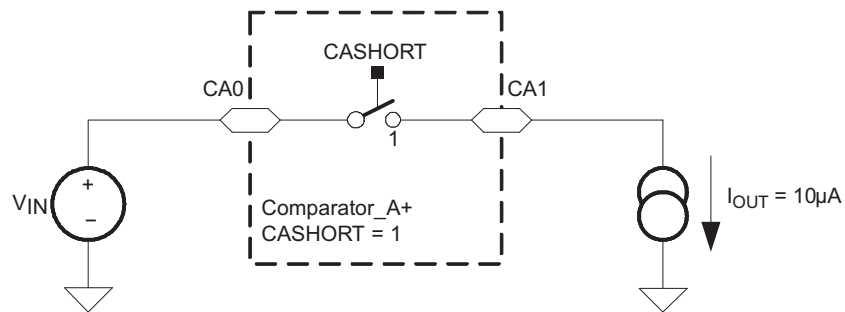 CASHORT
CA0
CA1
1
+
VIN
−
Comparator_A+
CASHORT = 1
IOUT = 10µA